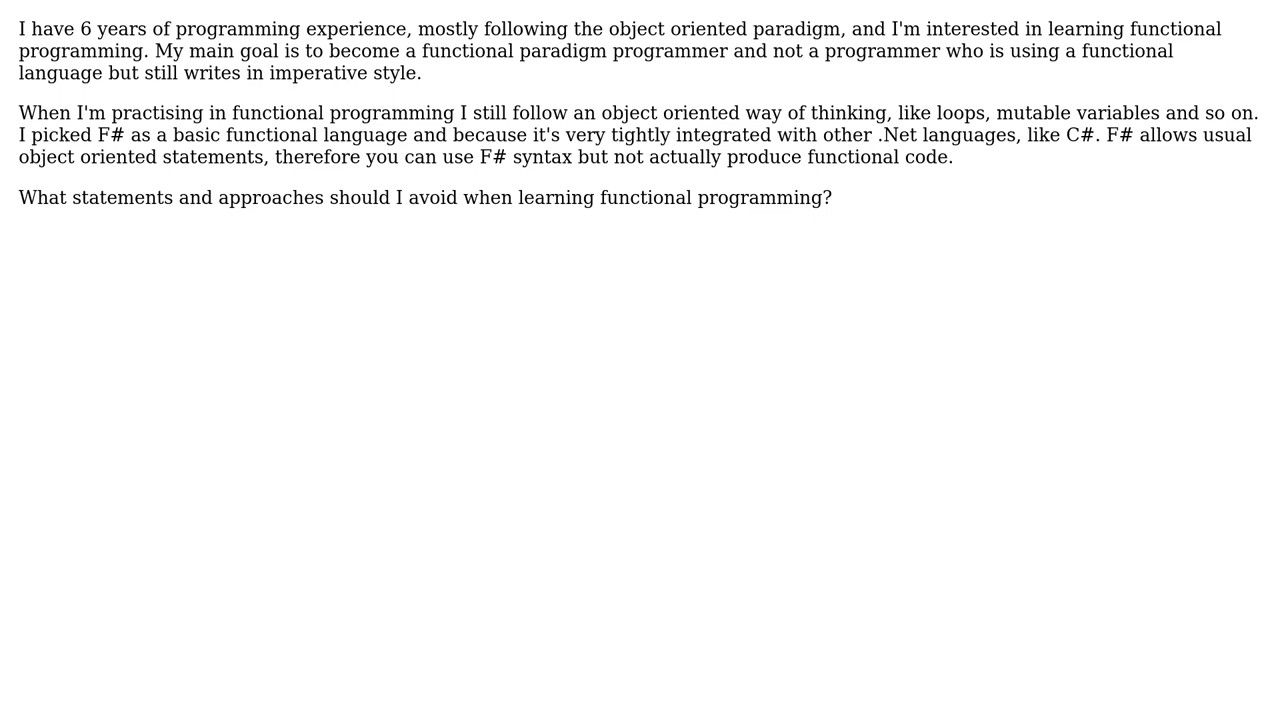 I have 6 years of programming experience, mostly following the object oriented paradigm, and I'm interested in learning functional
programming. My main goal is to become a functional paradigm programmer and not a programmer who is using a functional
language but still writes in imperative style.
When I'm practising in functional programming I still follow an object oriented way of thinking, like loops, mutable variables and so on.
I picked F# as a basic functional language and because it's very tightly integrated with other .Net languages, like C#. F# allows usual
object oriented statements, therefore you can use F# syntax but not actually produce functional code.
What statements and approaches should I avoid when learning functional programming?